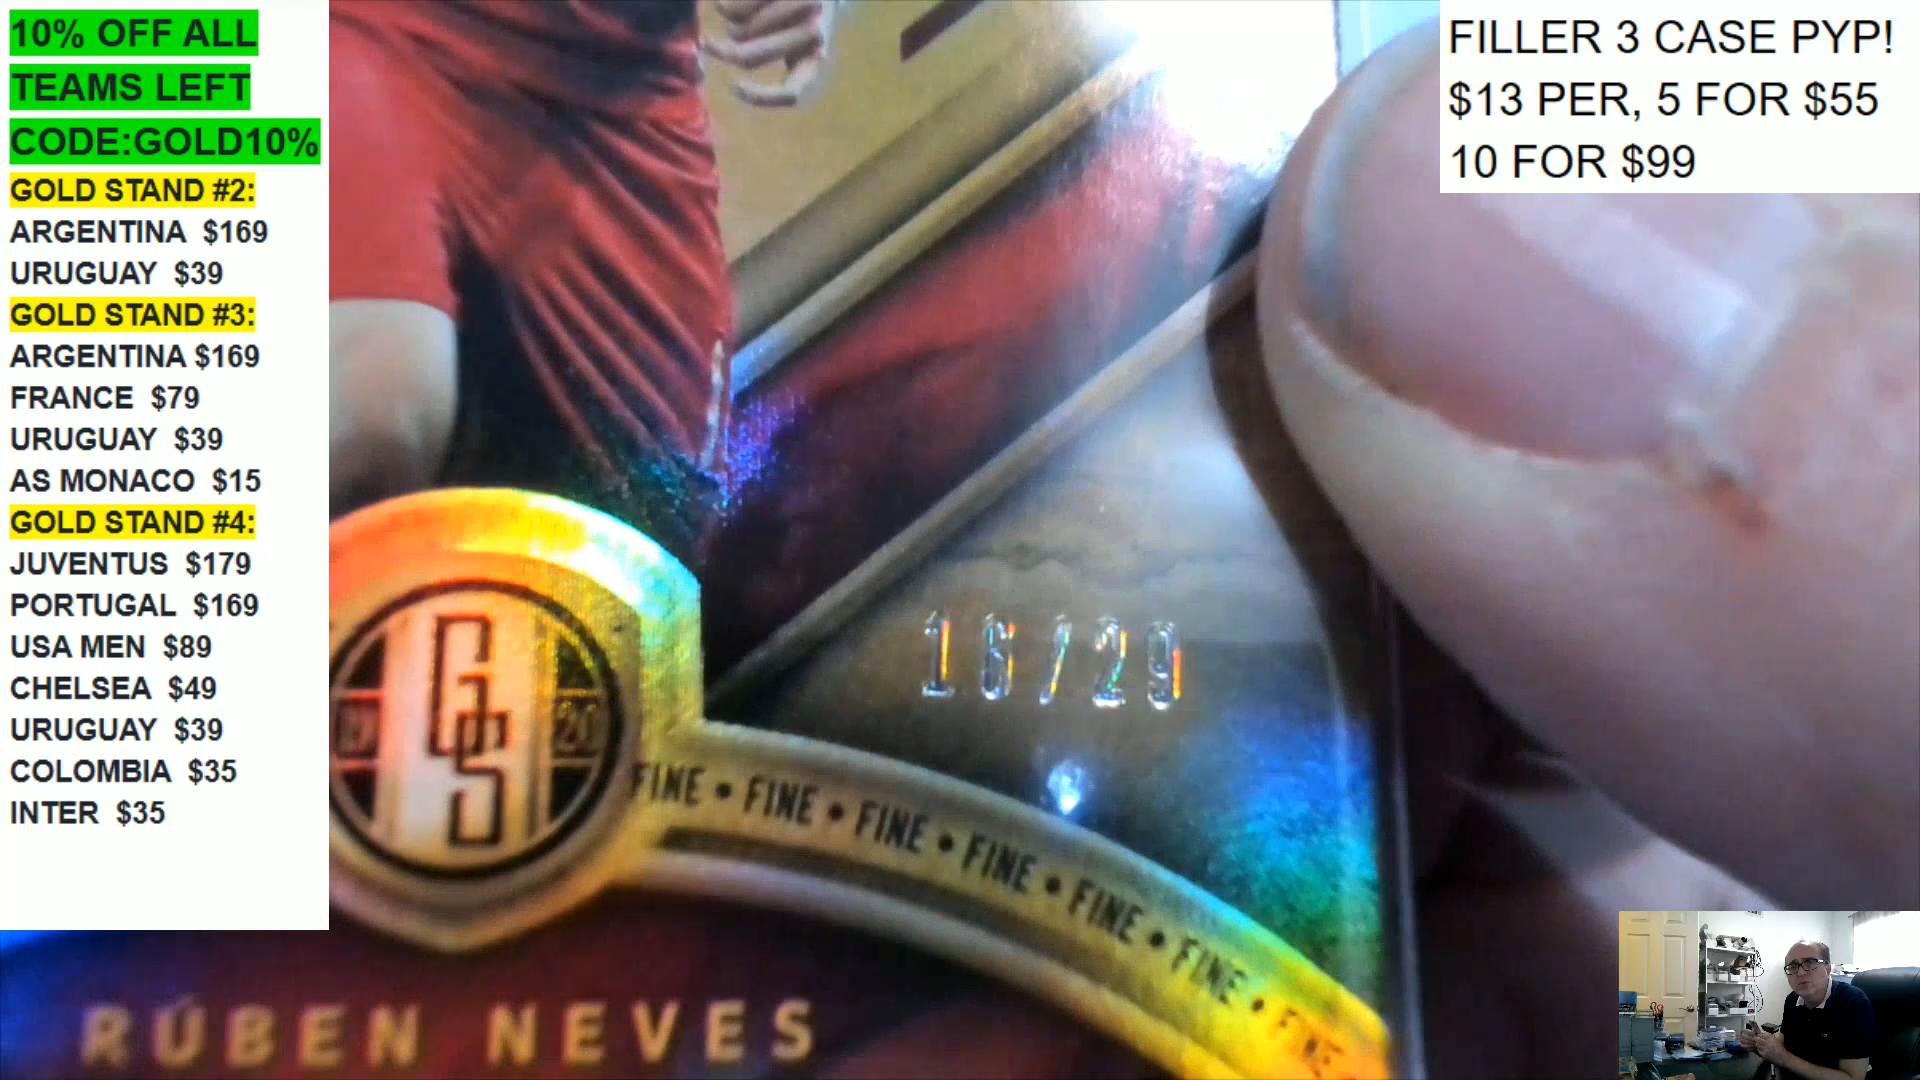 10% OFF ALL
TEAMS LEFT
CODE:GOLD10%
GOLD STAND #2:
ARGENTINA $169
URUGUAY $39
GOLD STAND #3:
ARGENTINA $169
FRANCE $79
URUGUAY $39
AS MONACO $15
GOLD STAND #4:
JUVENTUS $179
PORTUGAL $169
USA MEN $89
CHELSEA $49
URUGUAY $39
COLOMBIA $35
INTER $35
FILLER 3 CASE PYP!
$13 PER, 5 FOR $55
10 FOR $99
16/29
GS
20
FINE • FINE • FINE • FINE • FINE • FINE • FINE
RÚBEN NEVES